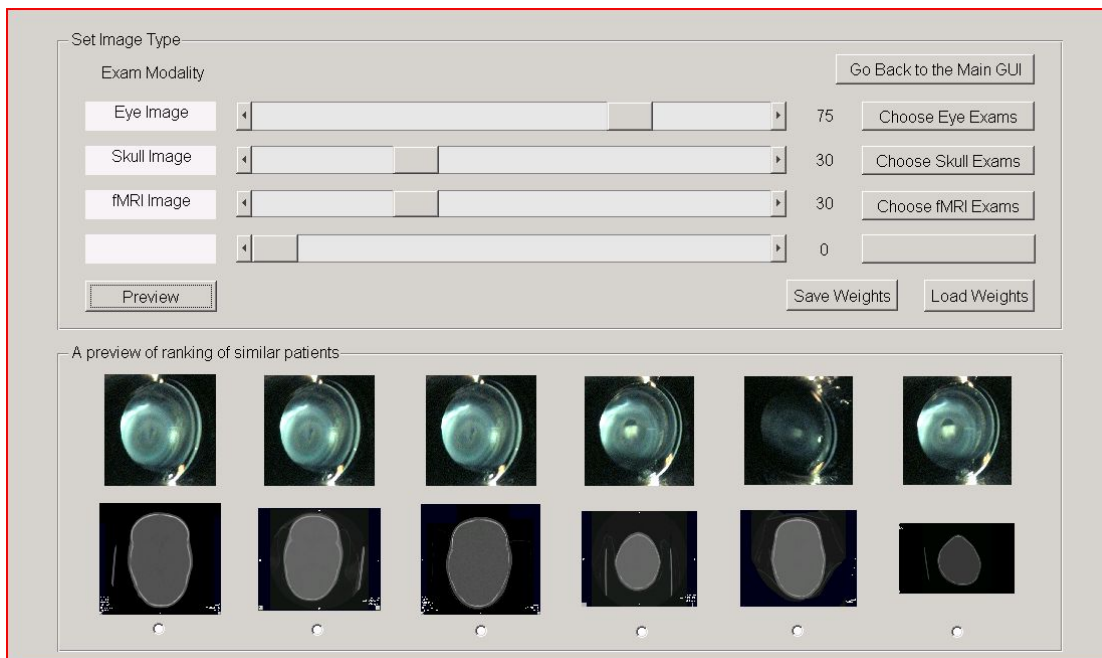 Set Image Type
Exam Modality
Go Back to the Main GUI
Eye Image
75
Choose Eye Exams
Skull Image
30
Choose Skull Exams
fMRI Image
30
Choose fMRI Exams
0
Preview
Save Weights
Load Weights
A preview of ranking of similar patients